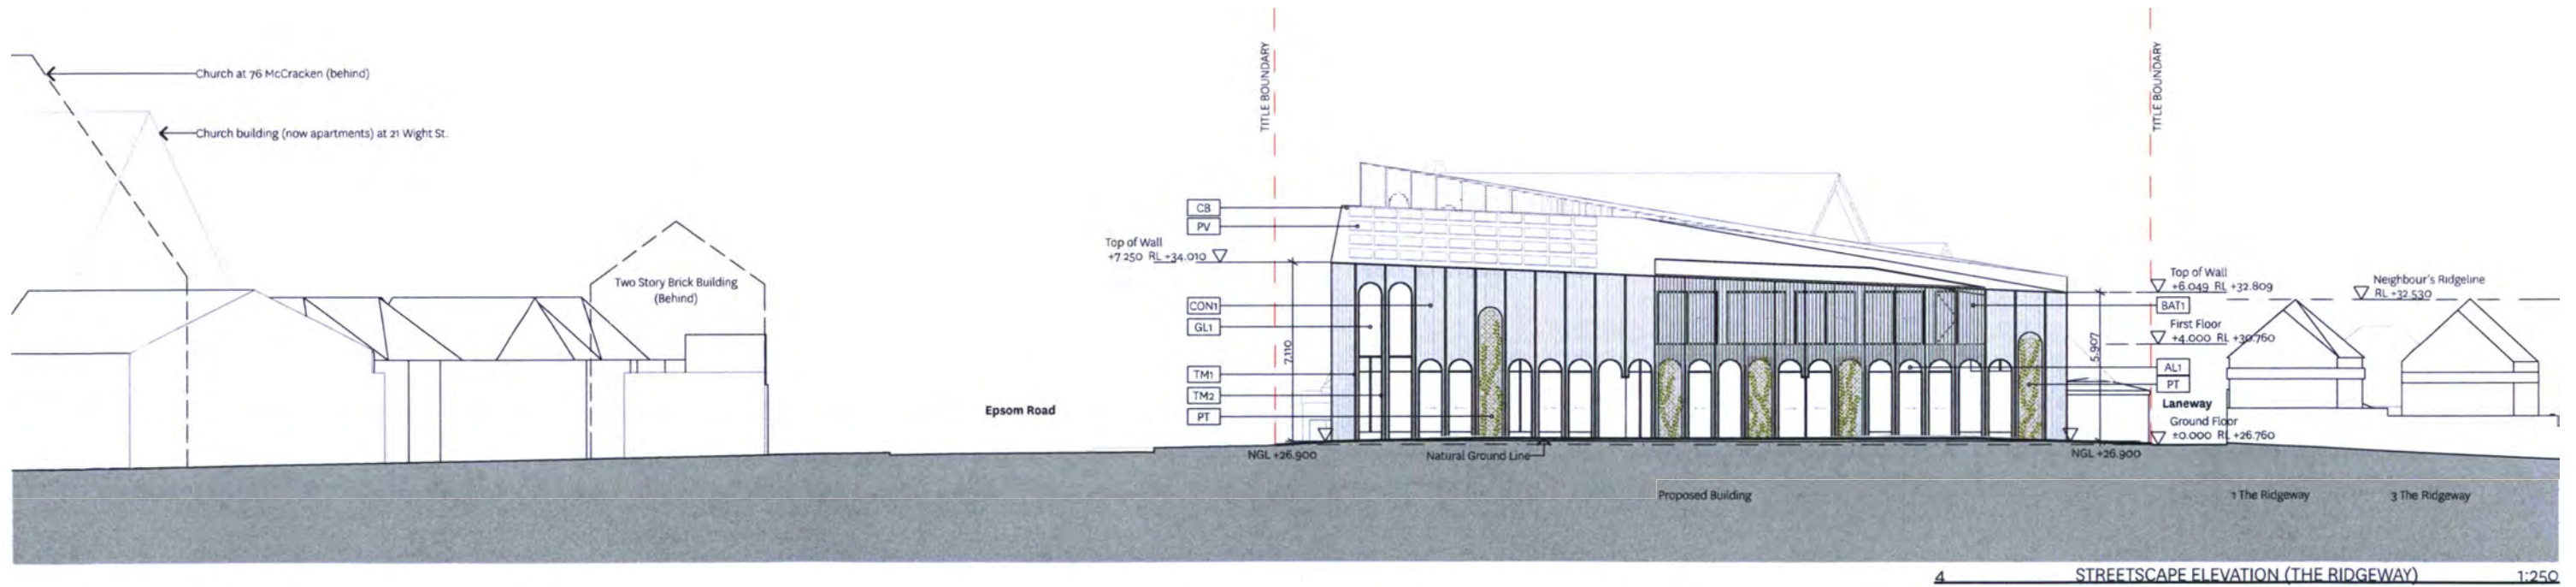 Church at 76 McCracken (behind)
Church building (now apartments) at 21 Wight St.
Two Story Brick Building
(Behind)
Epsom Road
TITLE BOUNDARY
CB
PV
Top of Wall
+7.250 RL +34.010
CON1
GL1
7,110
TM1
TM2
PT
NGL +26.900
Natural Ground Line
Proposed Building
TITLE BOUNDARY
Top of Wall
+6.049 RL +32.809
BAT1
First Floor
+4.000 RL +30.760
5,907
AL1
PT
Laneway
Ground Floor
±0.000 RL +26.760
NGL +26.900
Neighbour's Ridgeline
RL +32.530
1 The Ridgeway
3 The Ridgeway
4 STREETSCAPE ELEVATION (THE RIDGEWAY) 1:250